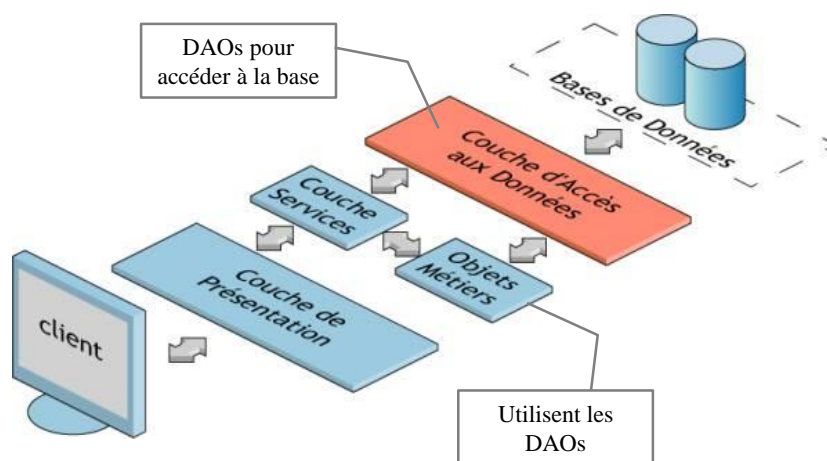 DAOs pour
accéder à la base
Bases de Données
Couche d'Accès
aux Données
Couche
Services
Objets
Métiers
Couche de
Présentation
client
Utilisent les
DAOs